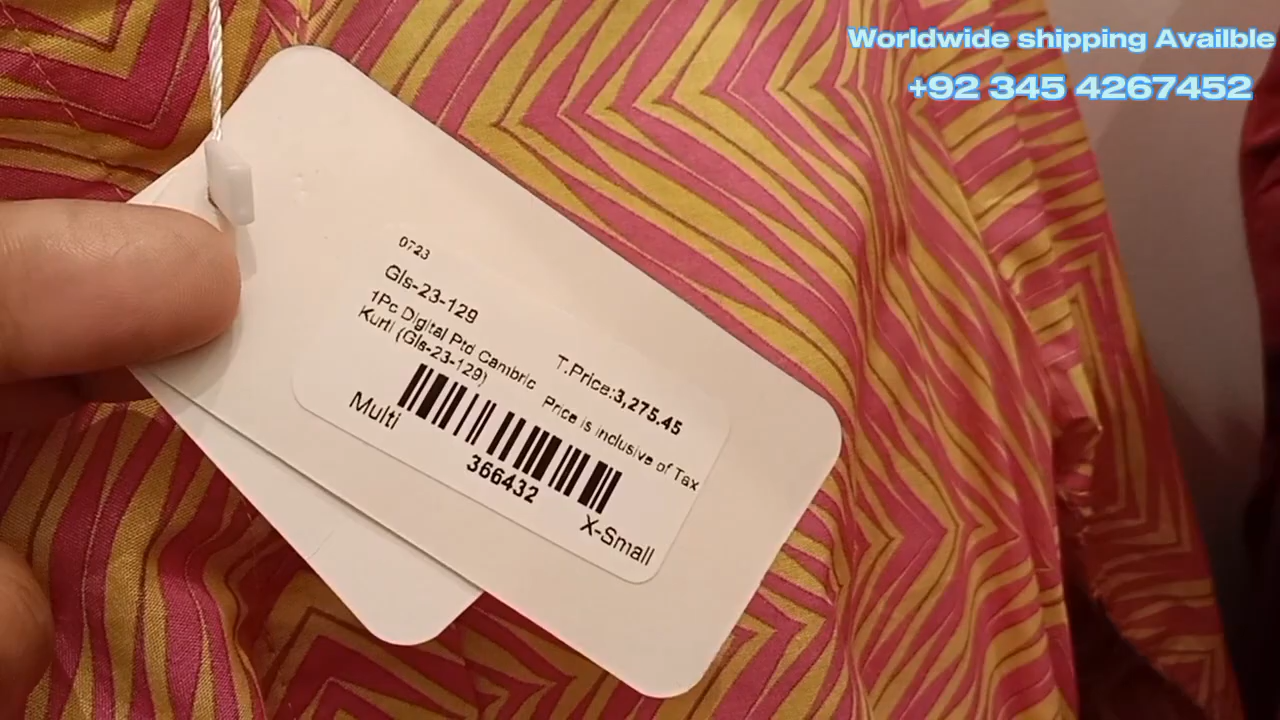 Worldwide shipping Availble
+92 345 4267452
0723
Gls-23-129
1Pc Digital Ptd Cambric
Kurti (Gls-23-129)
T.Price:3,275.45
Price is inclusive of Tax
Multi
366432
X-Small